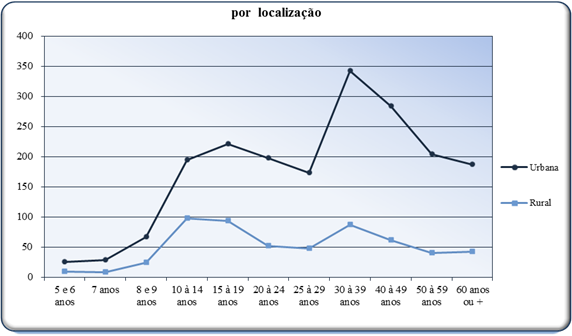 por localização
400
350
300
250
200
150
100
50
0
5 e 6 anos
7 anos
8 e 9 anos
10 à 14 anos
15 à 19 anos
20 à 24 anos
25 à 29 anos
30 à 39 anos
40 à 49 anos
50 à 59 anos
60 anos ou +
Urbana
Rural